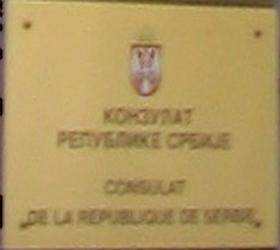 КОНЗУЛАТ
РЕПУБЛИКЕ СРБИЈЕ
CONSULAT
DE LA REPUBLIQUE DE SERBIE